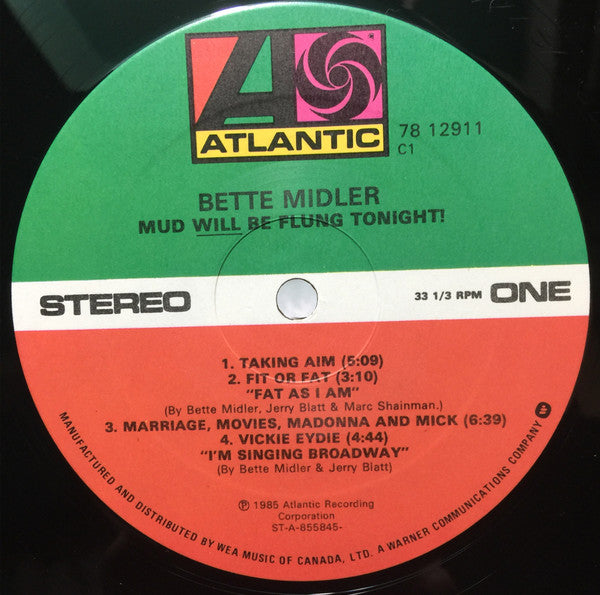 ATLANTIC
78 12911
C1
BETTE MIDLER
MUD WILL BE FLUNG TONIGHT!
STEREO
33 1/3 RPM ONE
1. TAKING AIM (5:09)
2. FIT OR FAT (3:10)
"FAT AS I AM"
(By Bette Midler, Jerry Blatt & Marc Shainman.)
3. MARRIAGE, MOVIES, MADONNA AND MICK (6:39)
4. VICKIE EYDIE (4:44)
"I'M SINGING BROADWAY"
(By Bette Midler & Jerry Blatt)
℗ 1985 Atlantic Recording
Corporation
ST-A-855845-
MANUFACTURED AND DISTRIBUTED BY WEA MUSIC OF CANADA, LTD. A WARNER COMMUNICATIONS COMPANY